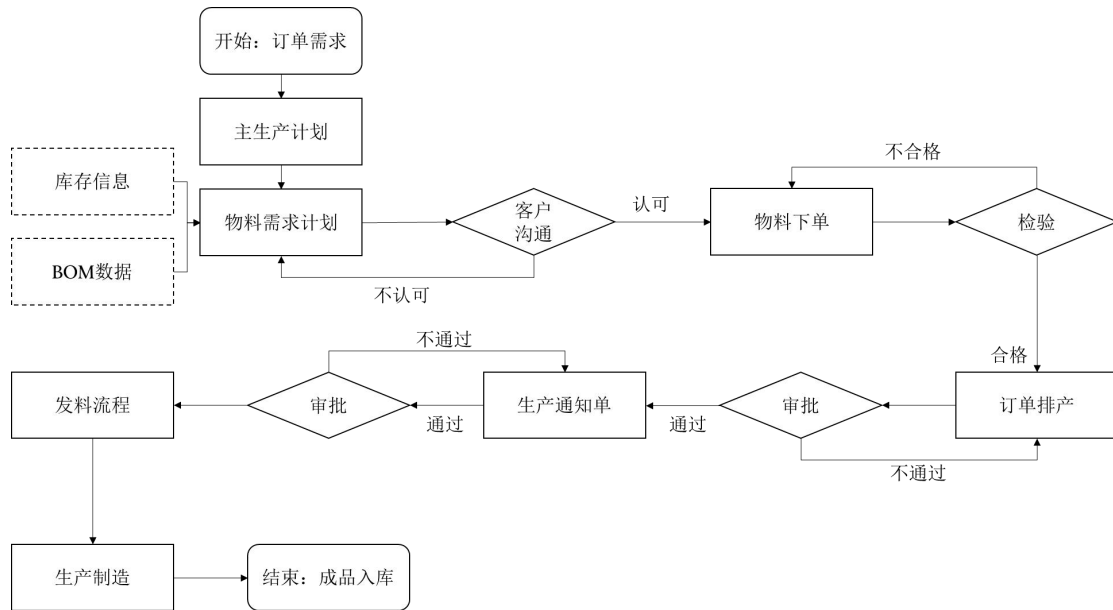 开始：订单需求
主生产计划
库存信息
BOM数据
物料需求计划
客户
沟通
认可
不认可
物料下单
不合格
检验
合格
订单排产
审批
不通过
通过
生产通知单
不通过
审批
通过
发料流程
生产制造
结束：成品入库